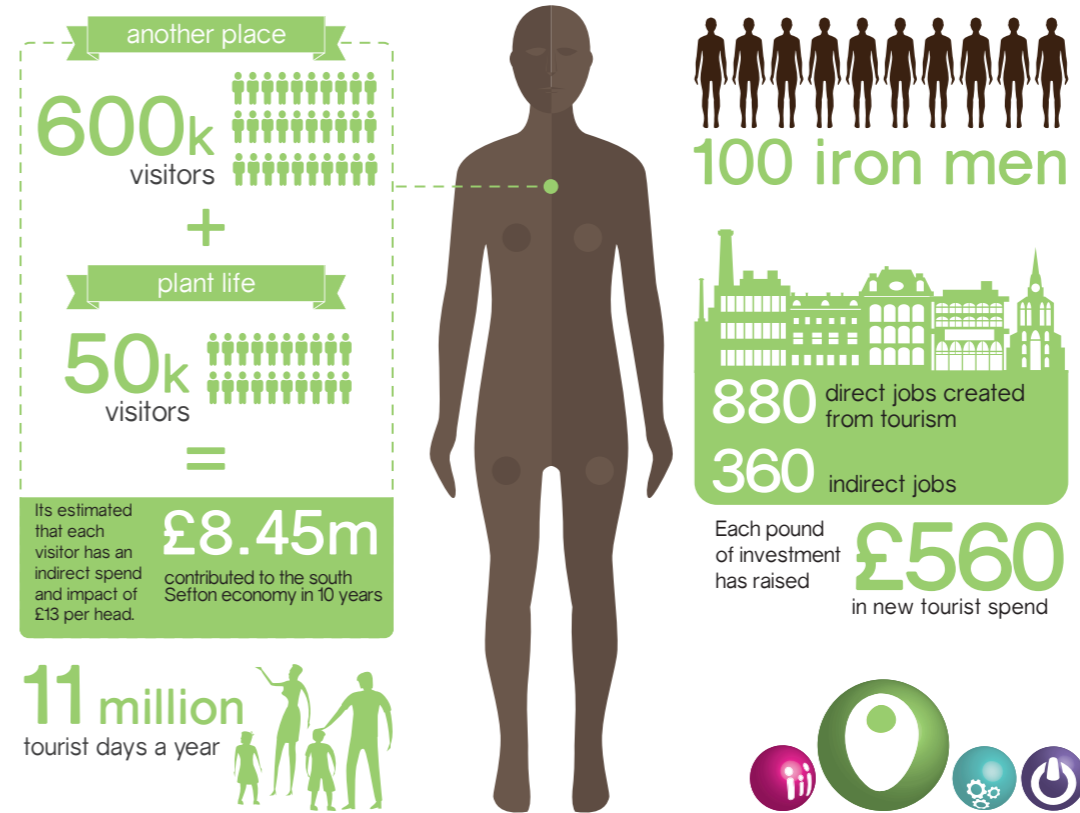 another place
600k
visitors
+
plant life
50k
visitors
=
Its estimated
that each
visitor has an
indirect spend
and impact of
£13 per head.
£8.45m
contributed to the south
Sefton economy in 10 years
11 million
tourist days a year
100 iron men
880 direct jobs created
from tourism
360 indirect jobs
Each pound
of investment
has raised
£560
in new tourist spend